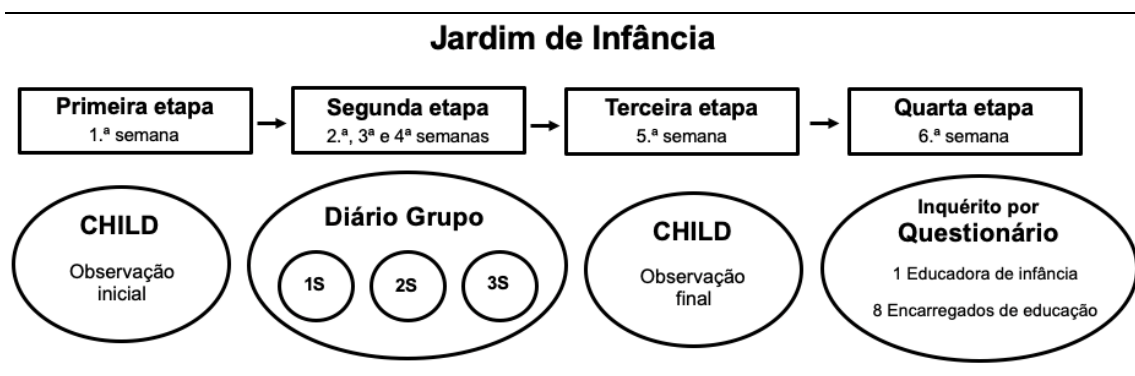 Jardim de Infância
Primeira etapa
1.ª semana
Segunda etapa
2.ª, 3ª e 4ª semanas
Terceira etapa
5.ª semana
Quarta etapa
6.ª semana
CHILD
Observação
inicial
Diário Grupo
1S
2S
3S
CHILD
Observação
final
Inquérito por
Questionário
1 Educadora de infância
8 Encarregados de educação